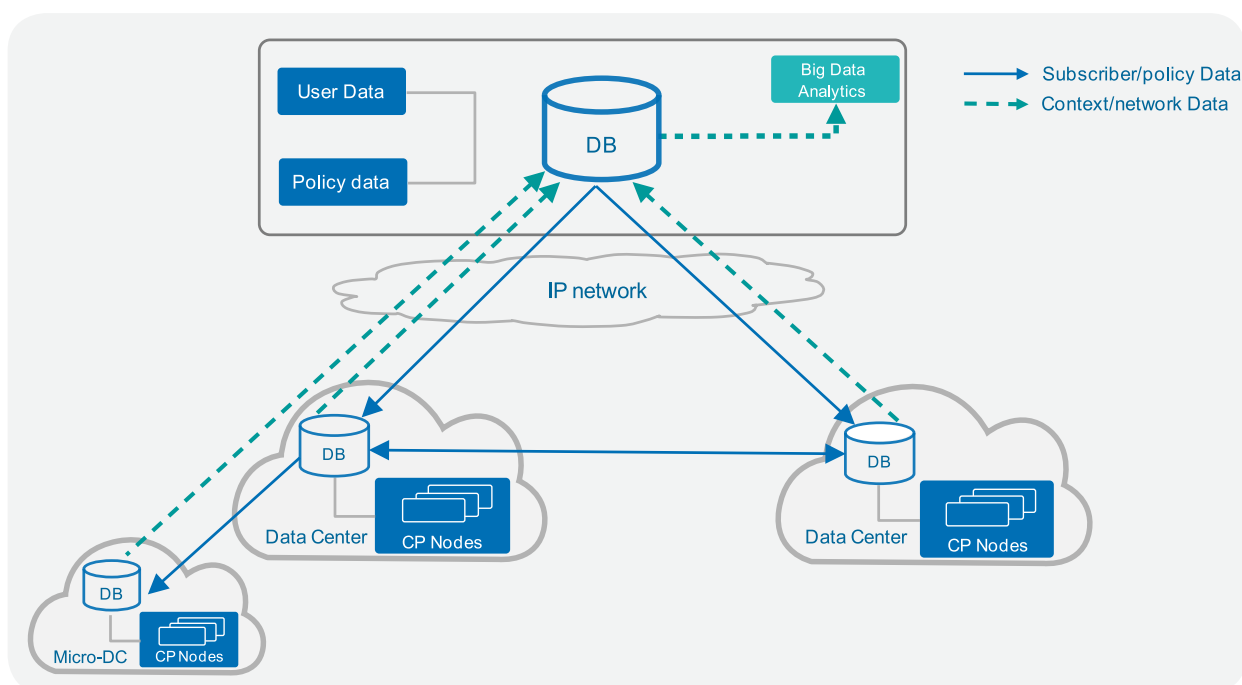 User Data
Policy data
DB
Big Data
Analytics
Subscriber/policy Data
Context/network Data
IP network
DB
Data Center
CP Nodes
DB
Data Center
CP Nodes
DB
Micro-DC
CP Nodes